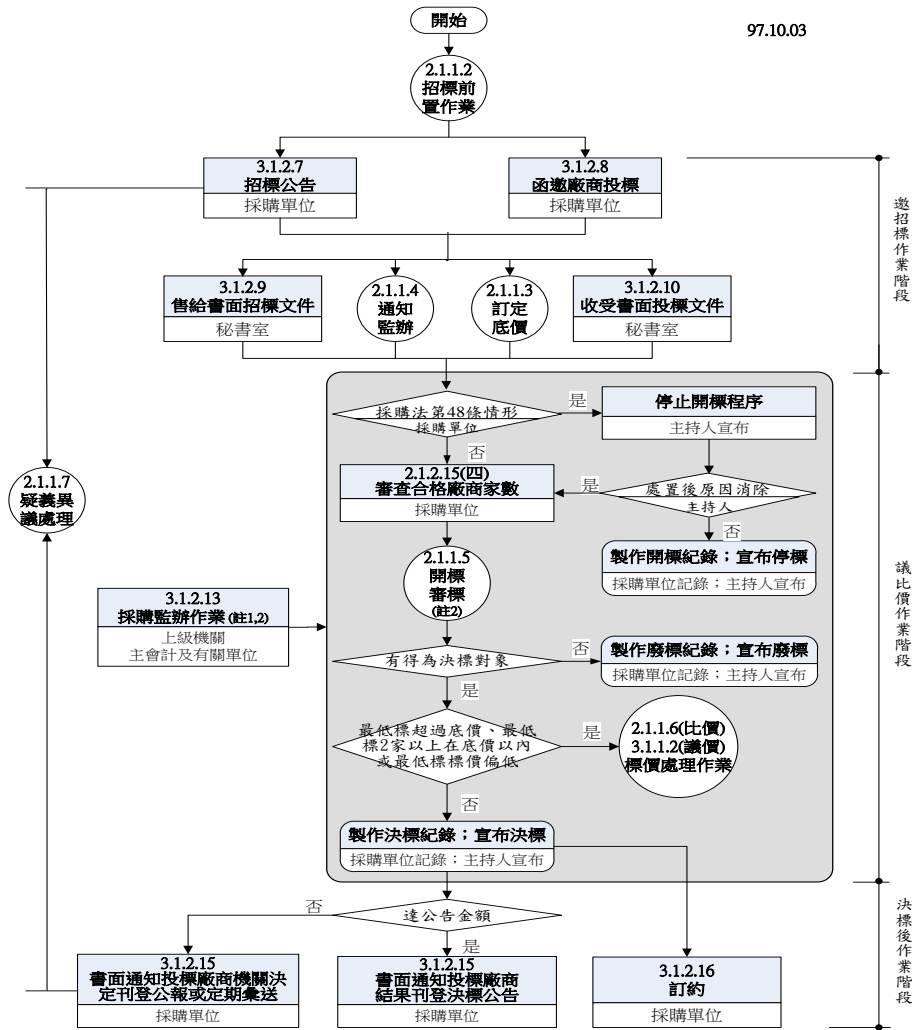 開始
97.10.03
2.1.1.2
招標前
置作業
3.1.2.7
招標公告
採購單位
3.1.2.8
函邀廠商投標
採購單位
邀招標作業階段
3.1.2.9
售給書面招標文件
秘書室
2.1.1.4
通知
監辦
2.1.1.3
訂定
底價
3.1.2.10
收受書面投標文件
秘書室
採購法第48條情形
採購單位
是
停止開標程序
主持人宣布
否
2.1.2.15(四)
審查合格廠商家數
採購單位
是
處置後原因消除
主持人
否
2.1.1.7
疑義異
議處理
2.1.1.5
開標
審標
(註2)
製作開標紀錄；宣布停標
採購單位記錄；主持人宣布
議比價作業階段
3.1.2.13
採購監辦作業(註1,2)
上級機關
主會計及有關單位
有得為決標對象
否
製作廢標紀錄；宣布廢標
採購單位記錄；主持人宣布
是
最低標超過底價、最低
標2家以上在底價以內
或最低標標價偏低
是
2.1.1.6(比價)
3.1.1.2(議價)
標價處理作業
否
製作決標紀錄；宣布決標
採購單位記錄；主持人宣布
否
達公告金額
是
決標後作業階段
3.1.2.15
書面通知投標廠商機關決
定刊登公報或定期彙送
採購單位
3.1.2.15
書面通知投標廠商
結果刊登決標公告
採購單位
3.1.2.16
訂約
採購單位